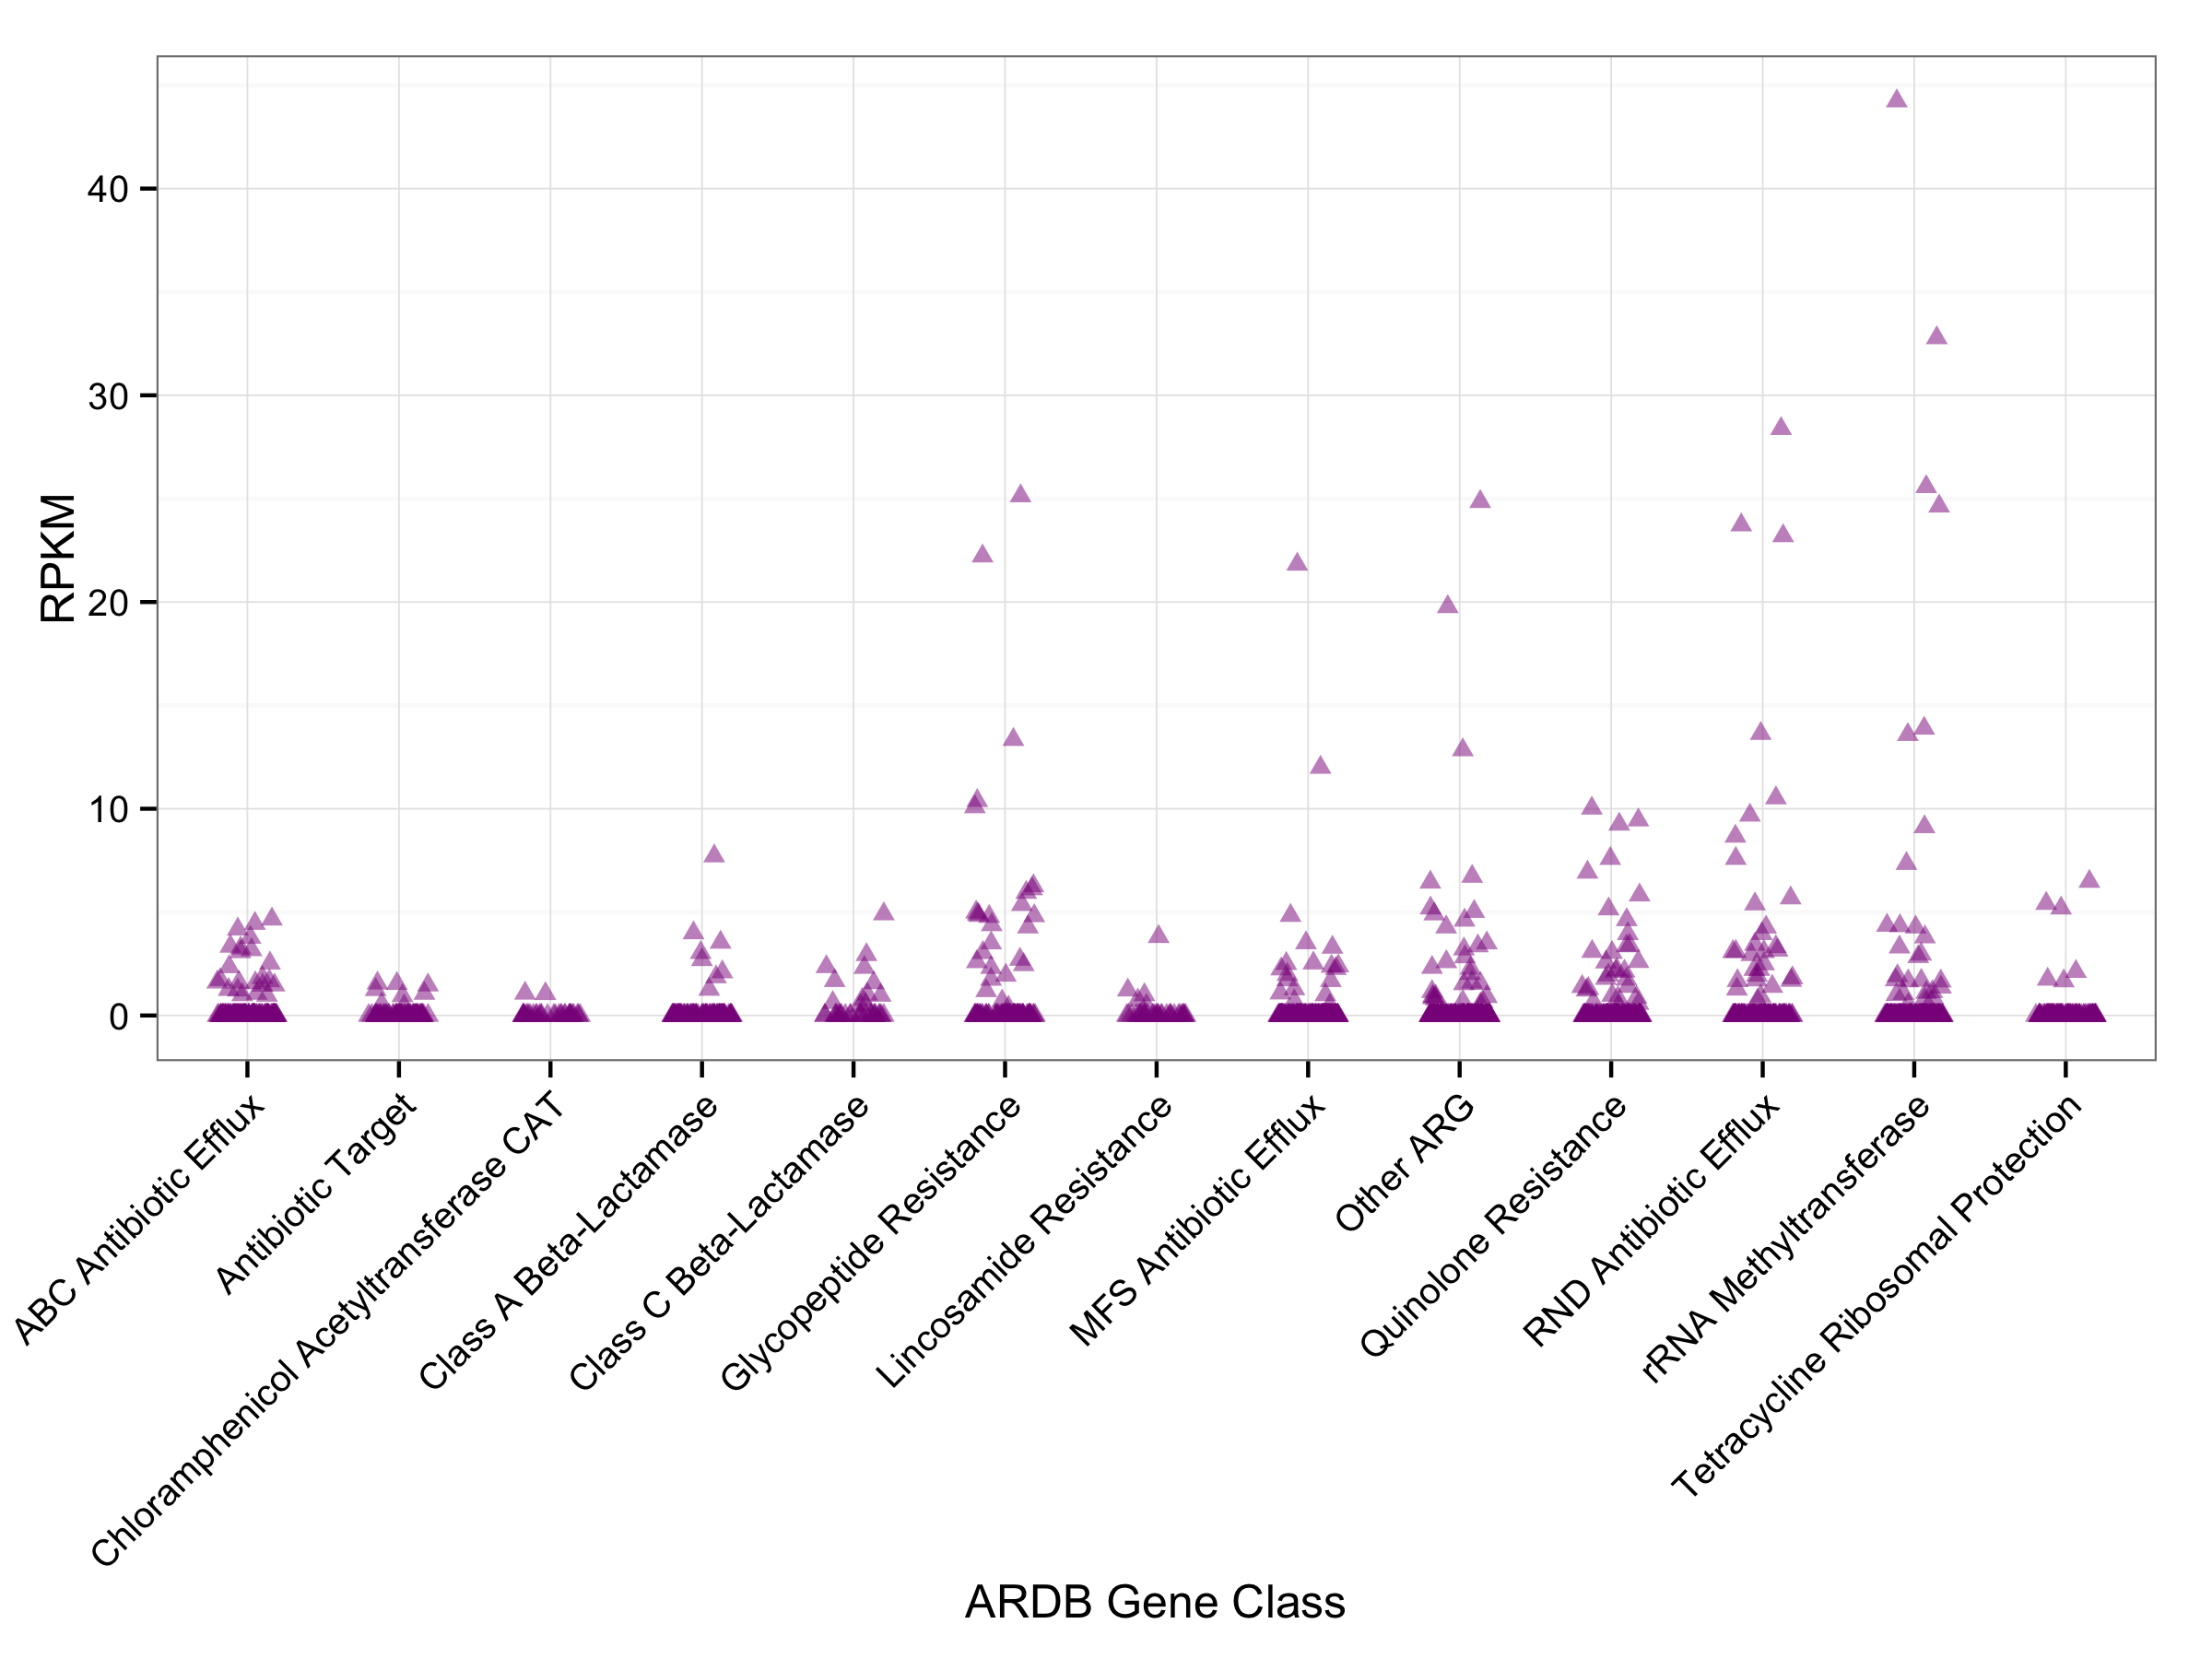 RPKM
40
30
20
10
0
ABC Antibiotic Efflux
Antibiotic Target
Chloramphenicol Acetyltransferase CAT
Class A Beta-Lactamase
Class C Beta-Lactamase
Glycopeptide Resistance
Lincosamide Resistance
MFS Antibiotic Efflux
Other ARG
Quinolone Resistance
RND Antibiotic Efflux
rRNA Methyltransferase
Tetracycline Ribosomal Protection
ARDB Gene Class